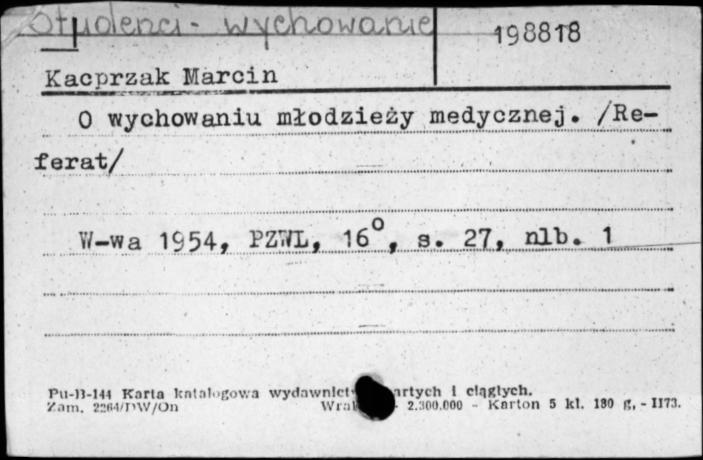 Studenci - wychowanie
198818
Kacprzak Marcin
O wychowaniu młodzieży medycznej. /Re-
ferat/
W-wa 1954, PZWL, 16°, s. 27, nlb. 1
Pu-B-144 Karta katalogowa wydawnict artych i ciągłych.
Zam. 2264/DW/On 2.300.000 - Karton 5 kl. 180 g. - II73.